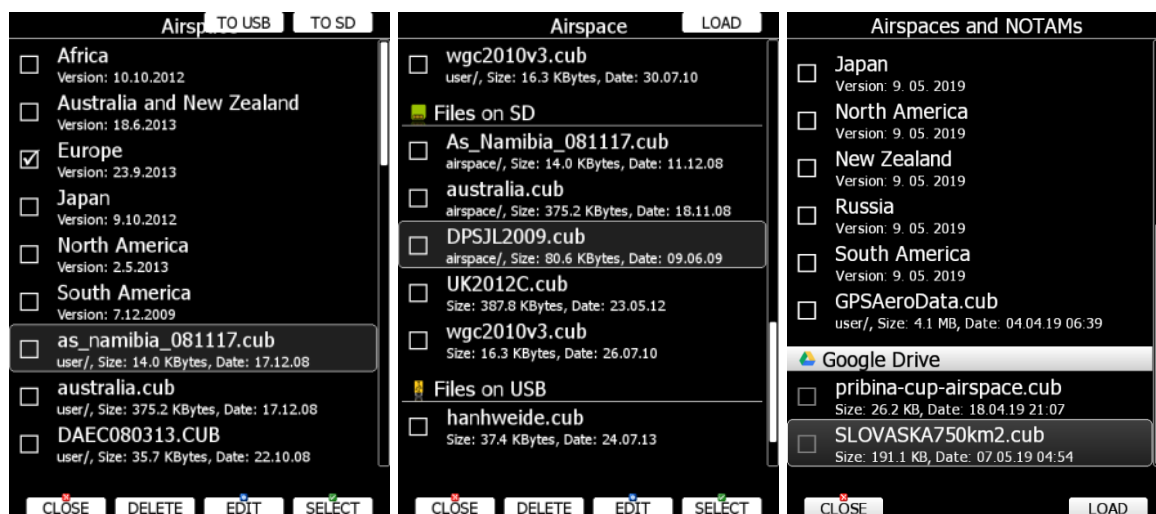 Airsp
TO USB
TO SD
Africa
Version: 10.10.2012
Australia and New Zealand
Version: 18.6.2013
Europe
Version: 23.9.2013
Japan
Version: 9.10.2012
North America
Version: 2.5.2013
South America
Version: 7.12.2009
as_namibia_081117.cub
user/, Size: 14.0 KBytes, Date: 17.12.08
australia.cub
user/, Size: 375.2 KBytes, Date: 17.12.08
DAEC080313.CUB
user/, Size: 35.7 KBytes, Date: 22.10.08
CLOSE
DELETE
EDIT
SELECT
Airspace
LOAD
wgc2010v3.cub
user/, Size: 16.3 KBytes, Date: 30.07.10
Files on SD
As_Namibia_081117.cub
airspace/, Size: 14.0 KBytes, Date: 11.12.08
australia.cub
airspace/, Size: 375.2 KBytes, Date: 18.11.08
DPSJL2009.cub
airspace/, Size: 80.6 KBytes, Date: 09.06.09
UK2012C.cub
Size: 387.8 KBytes, Date: 23.05.12
wgc2010v3.cub
Size: 16.3 KBytes, Date: 26.07.10
Files on USB
hanhweide.cub
Size: 37.4 KBytes, Date: 24.07.13
CLOSE
DELETE
EDIT
SELECT
Airspaces and NOTAMs
Japan
Version: 9. 05. 2019
North America
Version: 9. 05. 2019
New Zealand
Version: 9. 05. 2019
Russia
Version: 9. 05. 2019
South America
Version: 9. 05. 2019
GPSAeroData.cub
user/, Size: 4.1 MB, Date: 04.04.19 06:39
Google Drive
pribina-cup-airspace.cub
Size: 26.2 KB, Date: 18.04.19 21:07
SLOVASKA750km2.cub
Size: 191.1 KB, Date: 07.05.19 04:54
CLOSE
LOAD